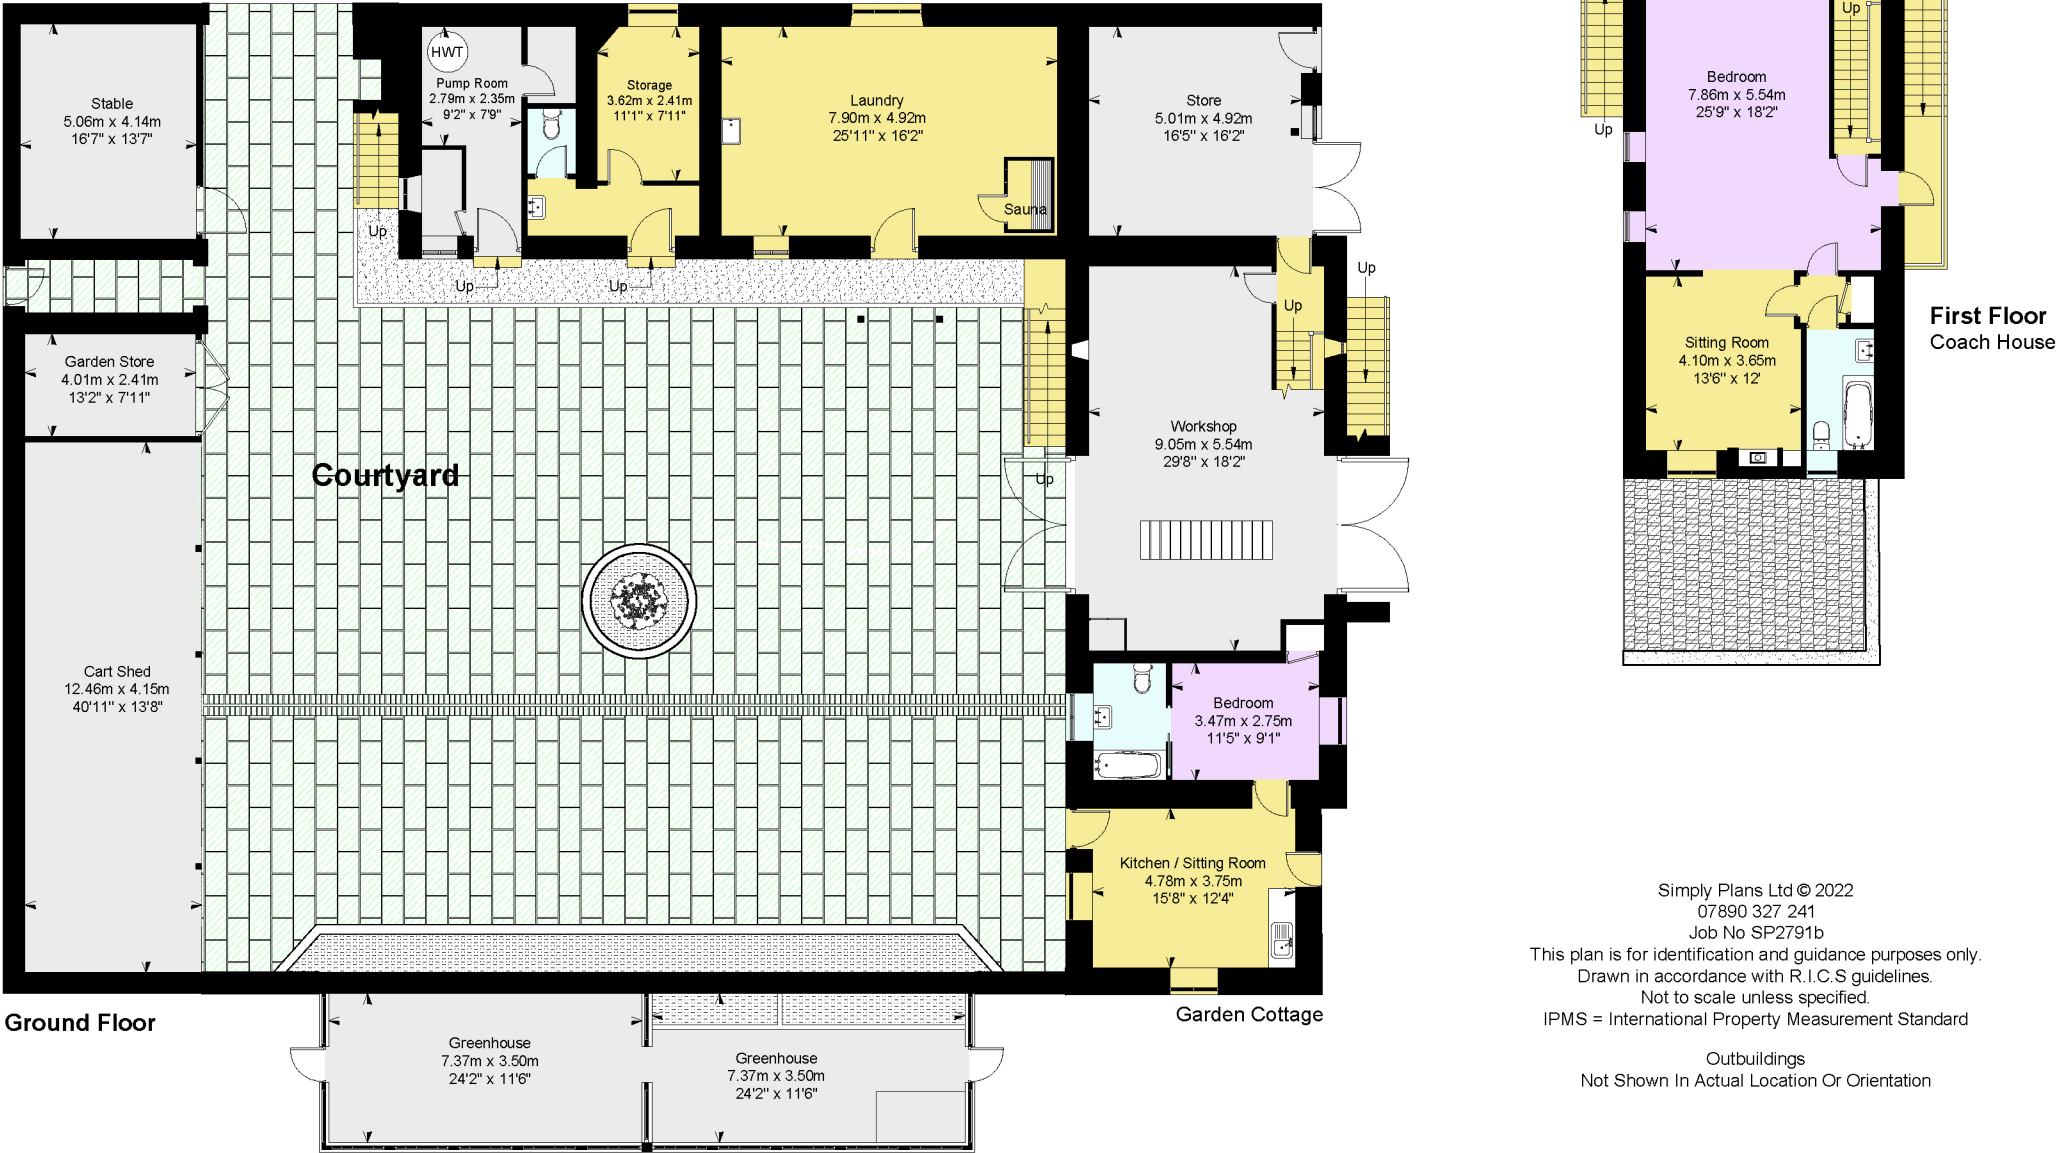 Stable
5.06m x 4.14m
16'7" x 13'7"
HWT
Pump Room
2.79m x 2.35m
9'2" x 7'9"
Storage
3.62m x 2.41m
11'1" x 7'11"
Laundry
7.90m x 4.92m
25'11" x 16'2"
Sauna
Store
5.01m x 4.92m
16'5" x 16'2"
Up
Up
Up
Up
Up
Up
Garden Store
4.01m x 2.41m
13'2" x 7'11"
Workshop
9.05m x 5.54m
29'8" x 18'2"
Courtyard
Cart Shed
12.46m x 4.15m
40'11" x 13'8"
Bedroom
3.47m x 2.75m
11'5" x 9'1"
Kitchen / Sitting Room
4.78m x 3.75m
15'8" x 12'4"
Garden Cottage
Ground Floor
Greenhouse
7.37m x 3.50m
24'2" x 11'6"
Greenhouse
7.37m x 3.50m
24'2" x 11'6"
Up
Up
Bedroom
7.86m x 5.54m
25'9" x 18'2"
Sitting Room
4.10m x 3.65m
13'6" x 12'
First Floor
Coach House
Simply Plans Ltd © 2022
07890 327 241
Job No SP2791b
This plan is for identification and guidance purposes only.
Drawn in accordance with R.I.C.S guidelines.
Not to scale unless specified.
IPMS = International Property Measurement Standard
Outbuildings
Not Shown In Actual Location Or Orientation